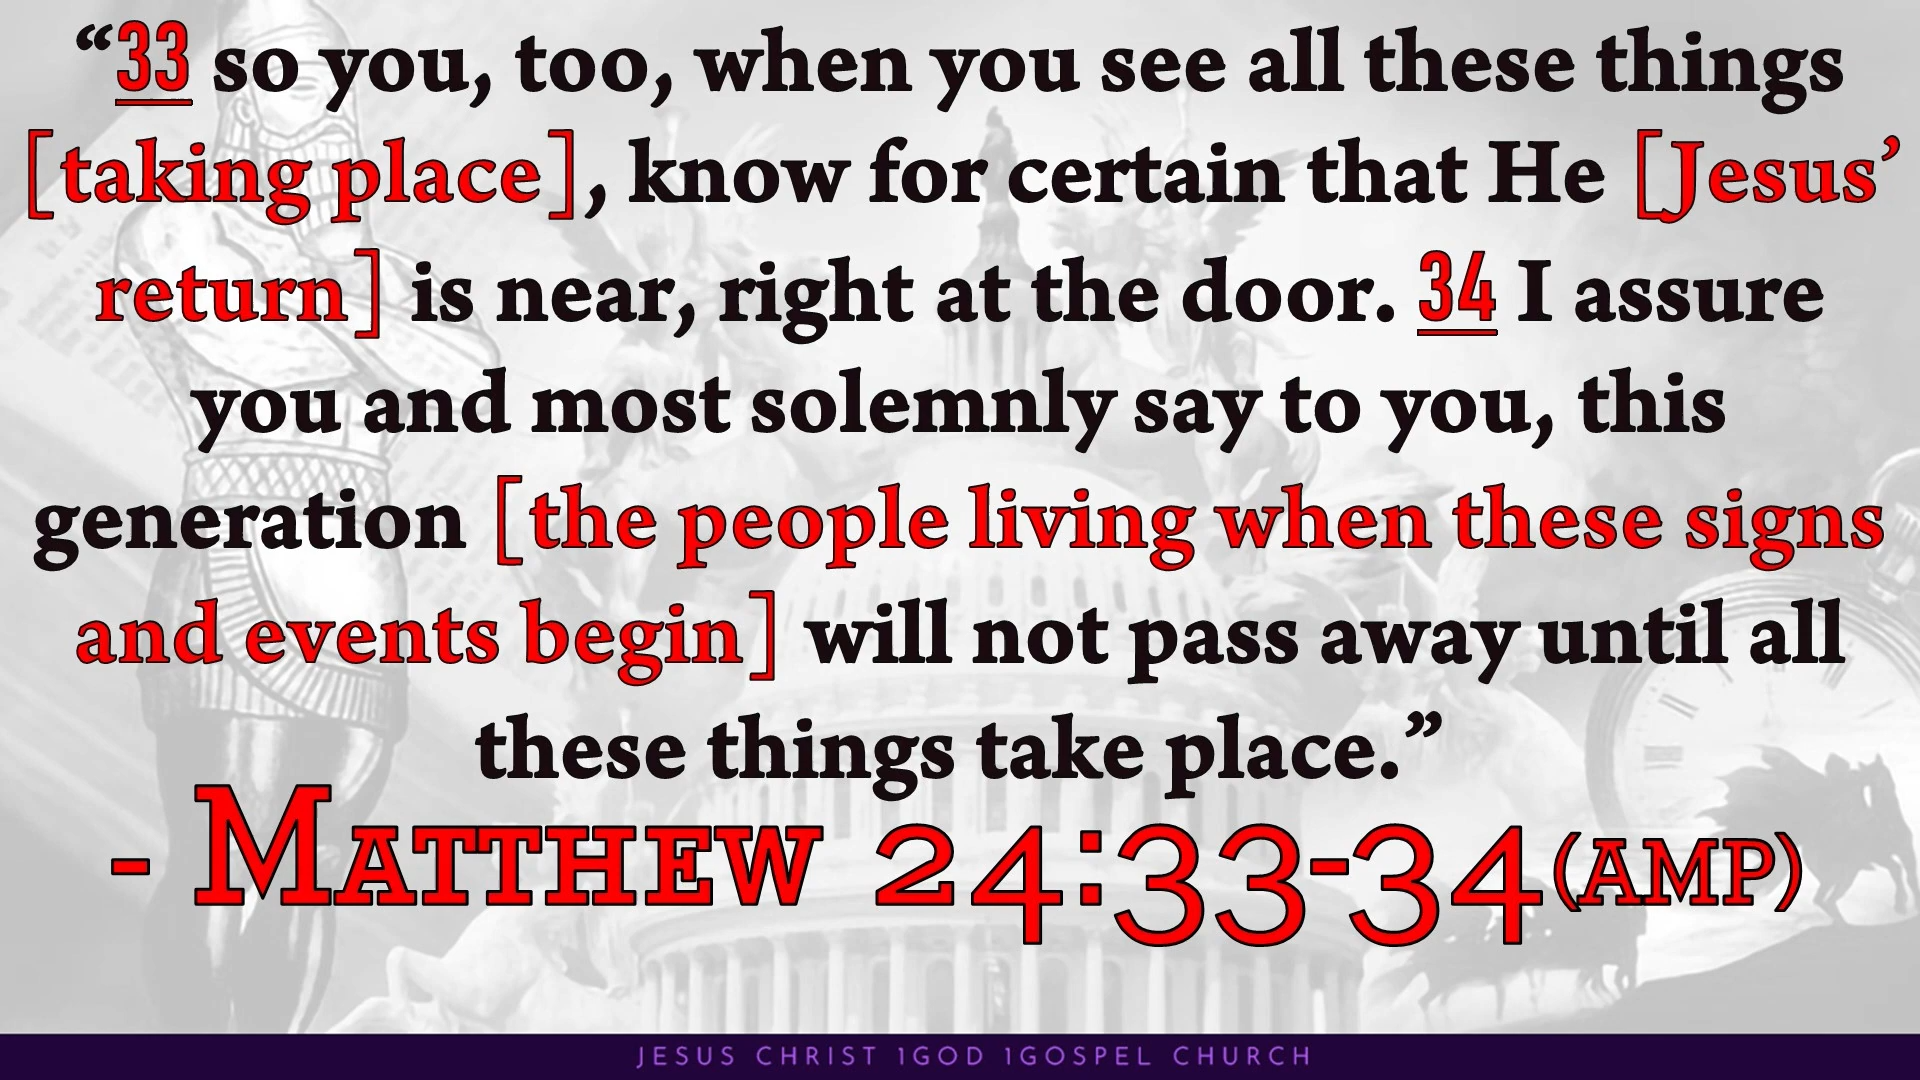 “33 so you, too, when you see all these things
[taking place], know for certain that He [Jesus’
return] is near, right at the door. 34 I assure
you and most solemnly say to you, this
generation [the people living when these signs
and events begin] will not pass away until all
these things take place.”
- Matthew 24:33-34 (AMP)
JESUS CHRIST 1GOD 1GOSPEL CHURCH